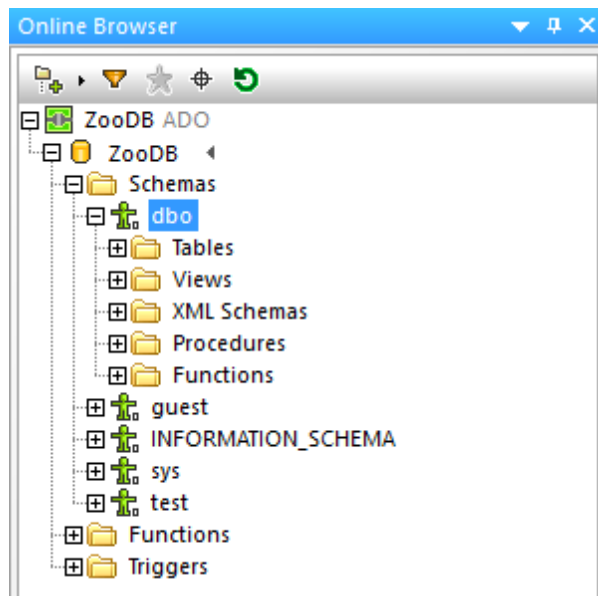 Online Browser
ZooDB ADO
ZooDB
Schemas
dbo
Tables
Views
XML Schemas
Procedures
Functions
guest
INFORMATION_SCHEMA
sys
test
Functions
Triggers